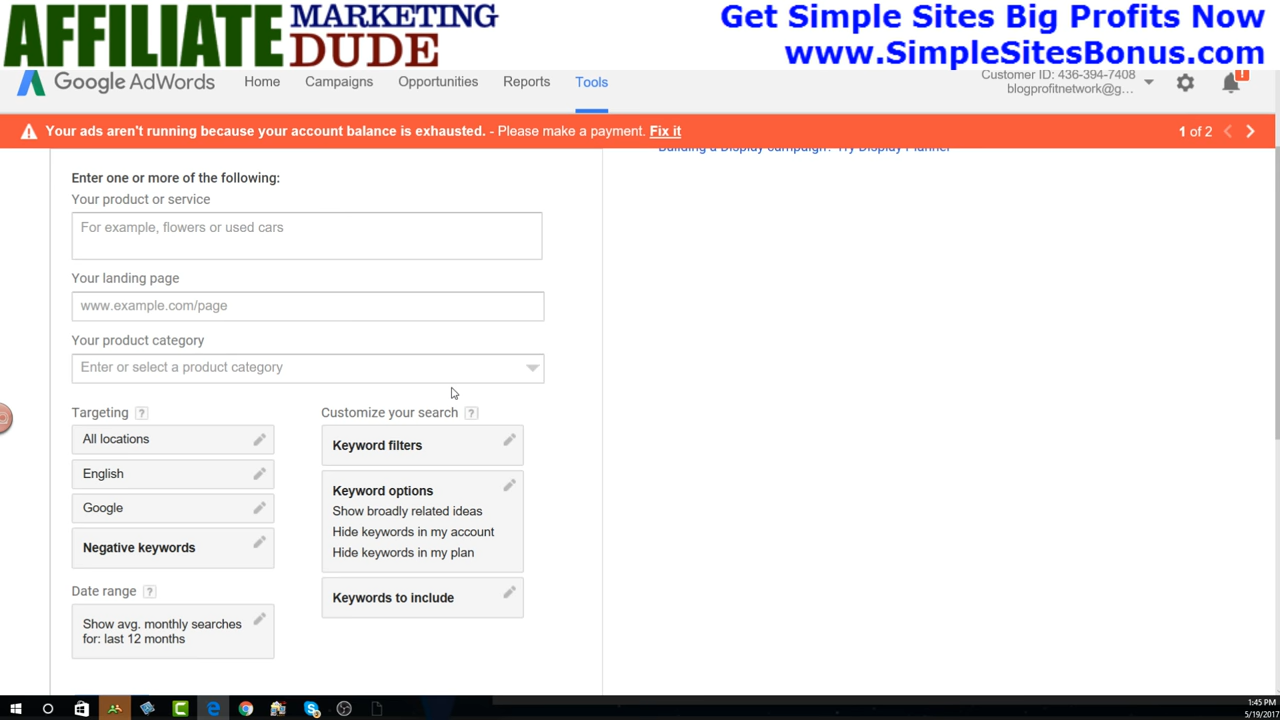 AFFILIATE MARKETING DUDE
Get Simple Sites Big Profits Now
www.SimpleSitesBonus.com
Google AdWords Home Campaigns Opportunities Reports Tools
Customer ID: 436-394-7408
blogprofitnetwork@g...
Your ads aren't running because your account balance is exhausted. - Please make a payment. Fix it
1 of 2
Building a Display campaign? Try Display Planner
Enter one or more of the following:
Your product or service
For example, flowers or used cars
Your landing page
www.example.com/page
Your product category
Enter or select a product category
Targeting ?
All locations
English
Google
Negative keywords
Date range ?
Show avg. monthly searches
for: last 12 months
Customize your search ?
Keyword filters
Keyword options
Show broadly related ideas
Hide keywords in my account
Hide keywords in my plan
Keywords to include
1:45 PM
5/19/2017